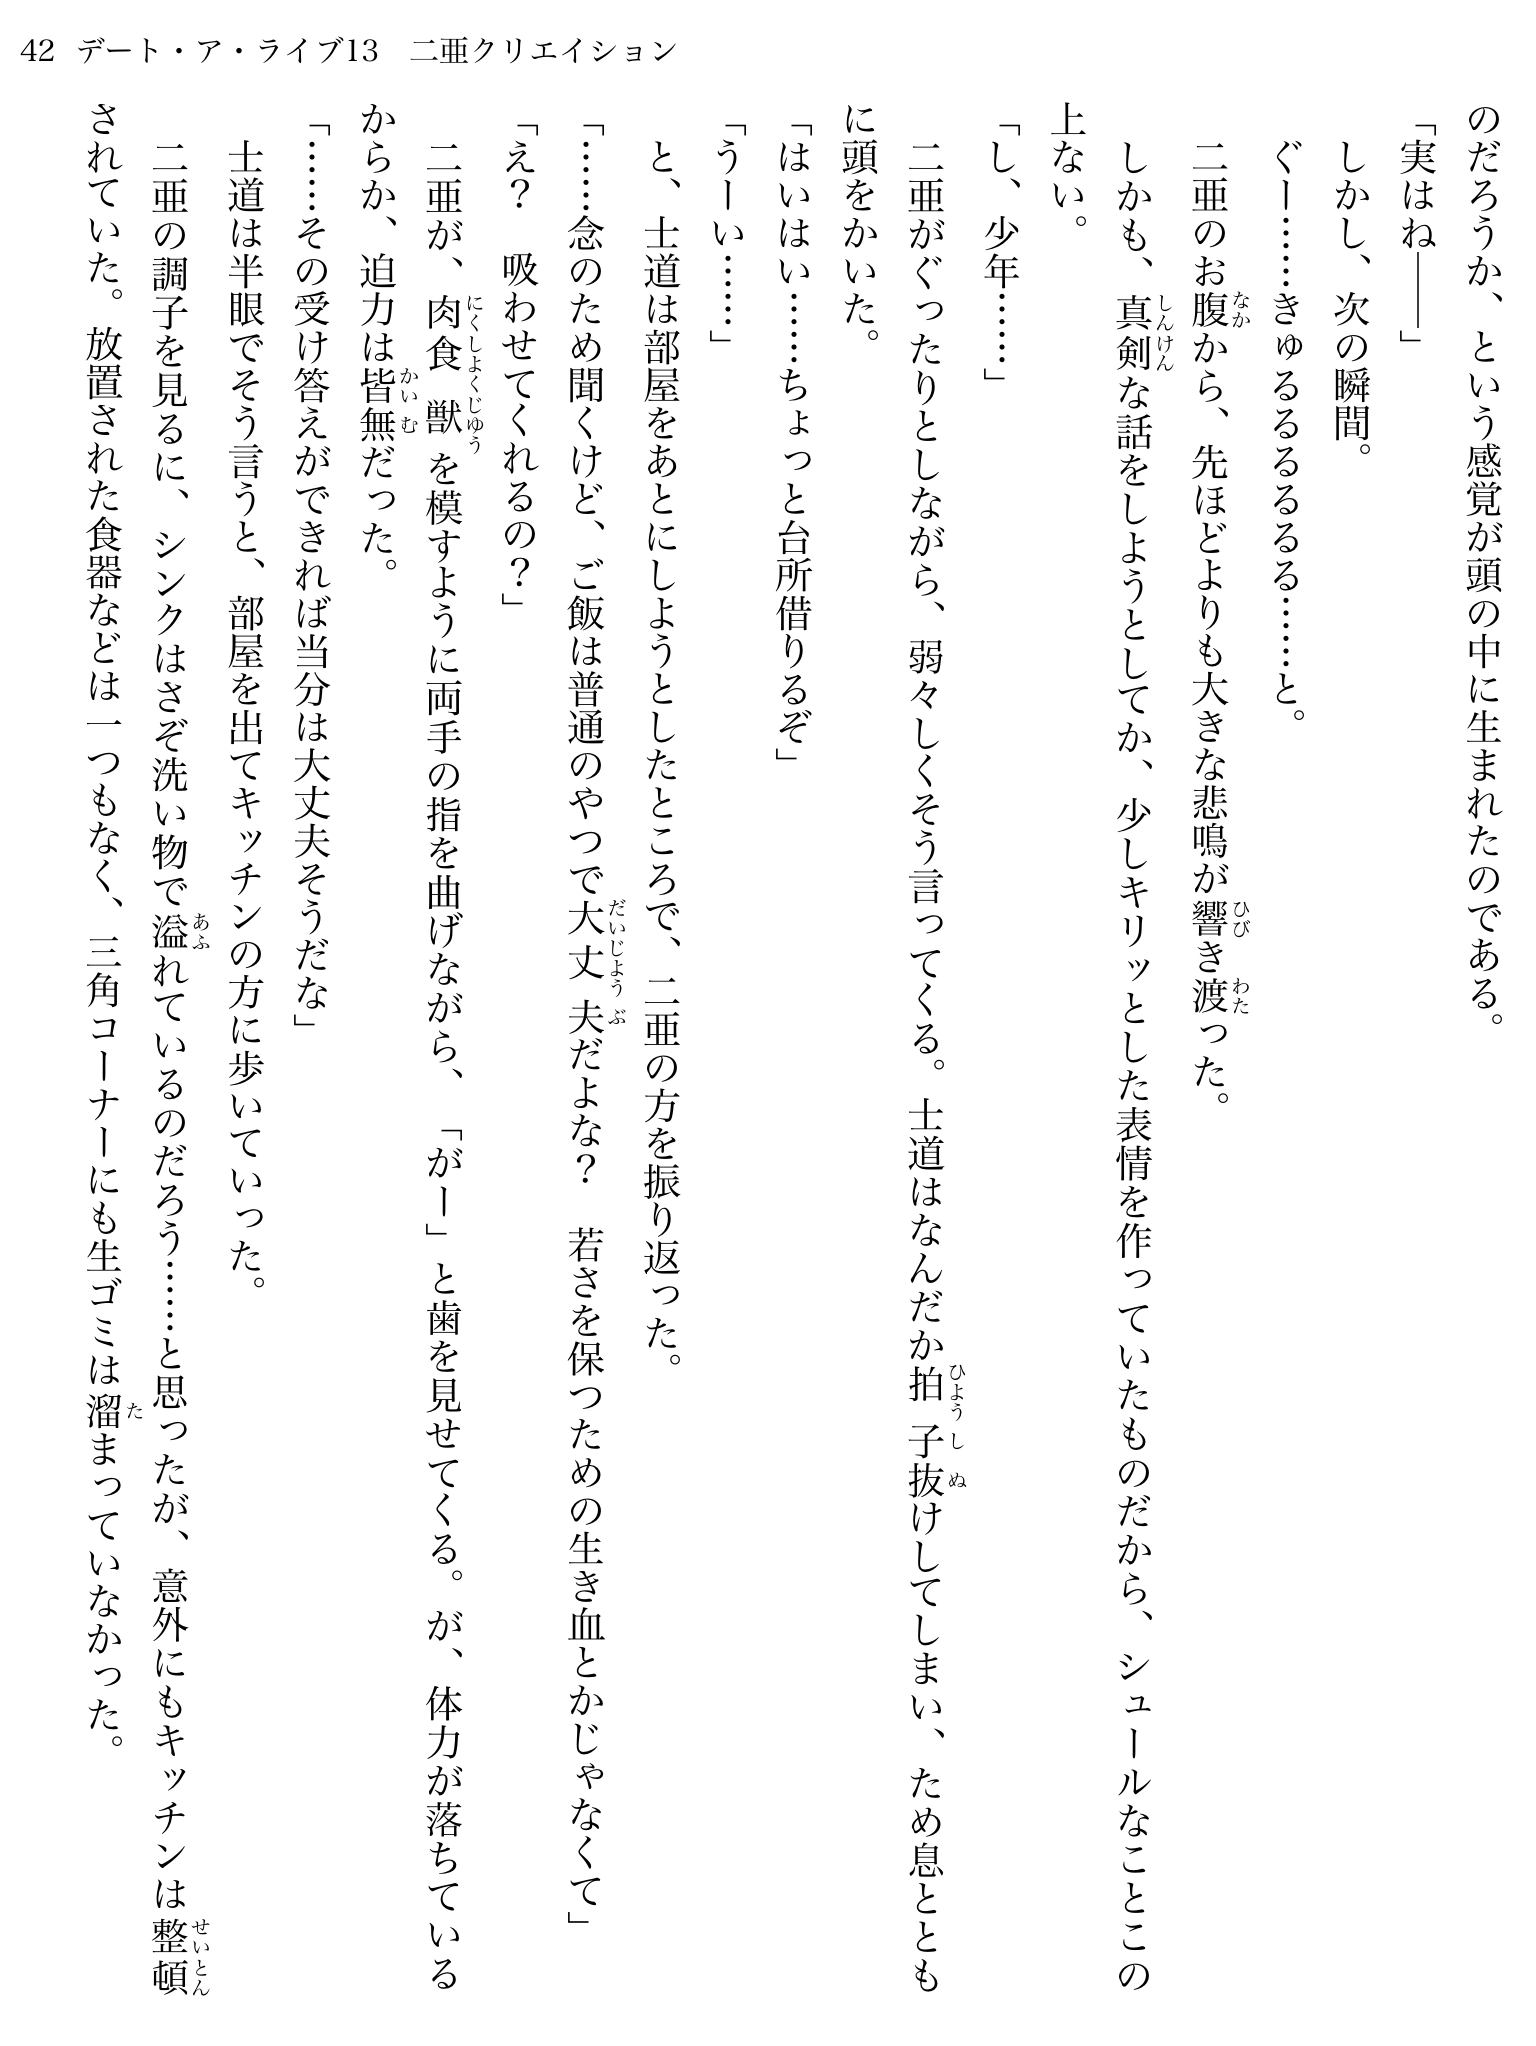 42 デート・ア・ライブ13　二亜クリエイション
のだろうか、という感覚が頭の中に生まれたのである。
「実はね――」
　しかし、次の瞬間。
　ぐー……きゅるるるるるる……と。
　二亜のお腹から、先ほどよりも大きな悲鳴が響き渡った。
　しかも、真剣な話をしようとしてか、少しキリッとした表情を作っていたものだから、シュールなことこの
上ない。
「し、少年……」
　二亜がぐったりとしながら、弱々しくそう言ってくる。士道はなんだか拍子抜けしてしまい、ため息ととも
に頭をかいた。
「はいはい……ちょっと台所借りるぞ」
「うーい……」
　と、士道は部屋をあとにしようとしたところで、二亜の方を振り返った。
「……念のため聞くけど、ご飯は普通のやつで大丈夫だよな？　若さを保つための生き血とかじゃなくて」
「え？　吸わせてくれるの？」
　二亜が、肉食獣を模すように両手の指を曲げながら、「がー」と歯を見せてくる。が、体力が落ちている
からか、迫力は皆無だった。
「……その受け答えができれば当分は大丈夫そうだな」
　士道は半眼でそう言うと、部屋を出てキッチンの方に歩いていった。
　二亜の調子を見るに、シンクはさぞ洗い物で溢れているのだろう……と思ったが、意外にもキッチンは整頓
されていた。放置された食器などは一つもなく、三角コーナーにも生ゴミは溜まっていなかった。